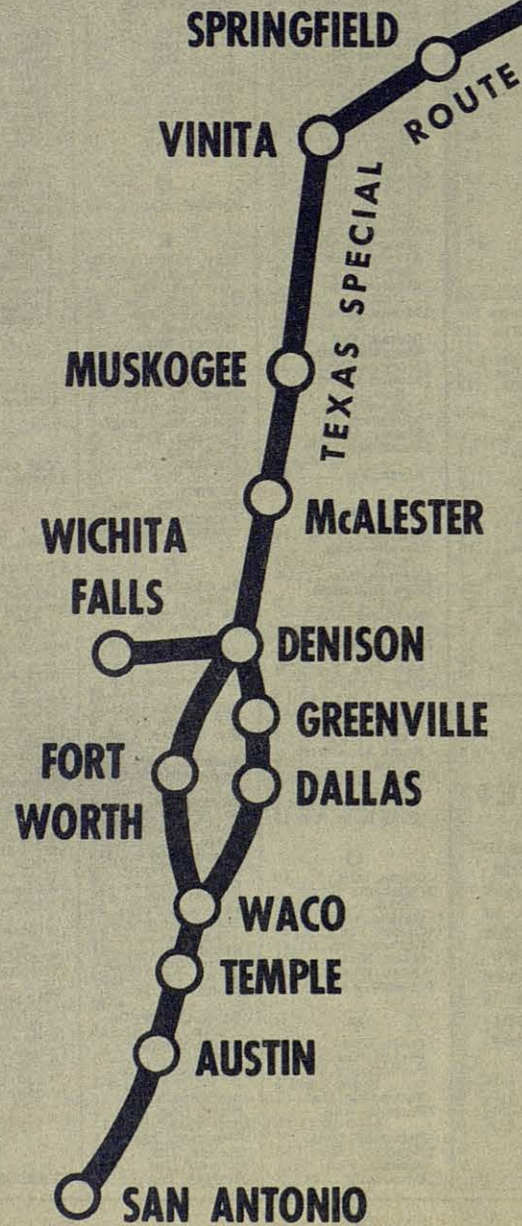 SPRINGFIELD
VINITA
TEXAS SPECIAL ROUTE
MUSKOGEE
McALESTER
WICHITA
FALLS
DENISON
GREENVILLE
FORT
WORTH
DALLAS
WACO
TEMPLE
AUSTIN
SAN ANTONIO